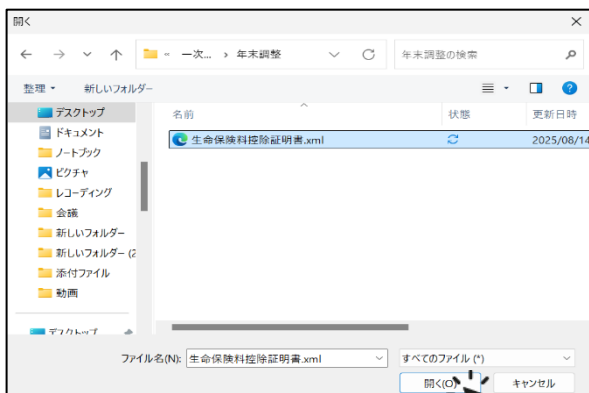 開く
« 一次... › 年末調整
年末調整の検索
整理
新しいフォルダー
デスクトップ
ドキュメント
ノートブック
ピクチャ
レコーディング
会議
新しいフォルダー
新しいフォルダー (2
添付ファイル
動画
デスクトップ
名前
状態
更新日時
生命保険料控除証明書.xml
2025/08/14
ファイル名(N):
生命保険料控除証明書.xml
すべてのファイル (*)
開く(O)
キャンセル